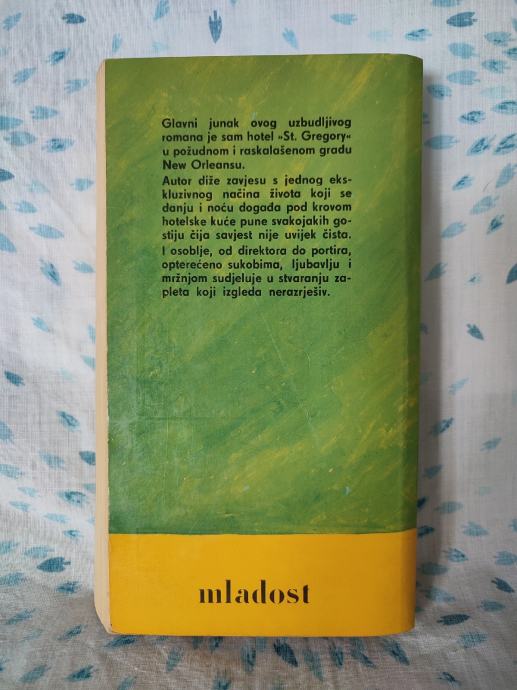 Glavni junak ovog uzbudljivog
romana je sam hotel »St. Gregory«
u požudnom i raskalašenom gradu
New Orleansu.
Autor diže zavjesu s jednog eks-
kluzivnog načina života koji se
danju i noću događa pod krovom
hotelske kuće pune svakojakih go-
stiju čija savjest nije uvijek čista.
I osoblje, od direktora do portira,
opterećeno sukobima, ljubavlju i
mržnjom sudjeluje u stvaranju za-
pleta koji izgleda nerazrješiv.
mladost